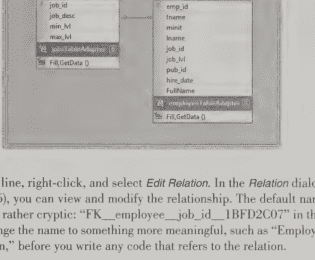 job_id
job_desc
min_lvl
max_lvl
jobsTableAdapter
Fill,GetData ()
emp_id
fname
minit
lname
job_id
job_lvl
pub_id
hire_date
FullName
employeeTableAdapter
Fill,GetData ()
line, right-click, and select Edit Relation. In the Relation dialo
), you can view and modify the relationship. The default nar
rather cryptic: “FK__employee__job_id__1BFD2C07” in th
nge the name to something more meaningful, such as “Employ
n,” before you write any code that refers to the relation.